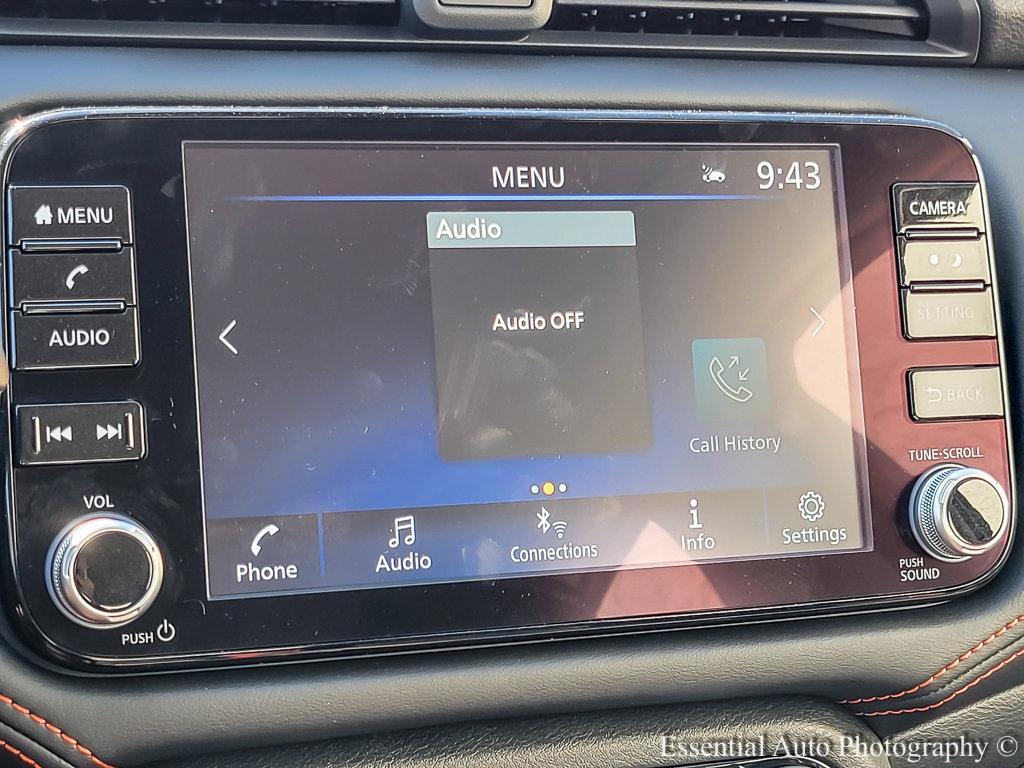 MENU
9:43
MENU
CAMERA
Audio
AUDIO
Audio OFF
SETTING
BACK
Call History
TUNE·SCROLL
VOL
Phone
Audio
Connections
Info
Settings
PUSH
SOUND
PUSH
Essential Auto Photography ©